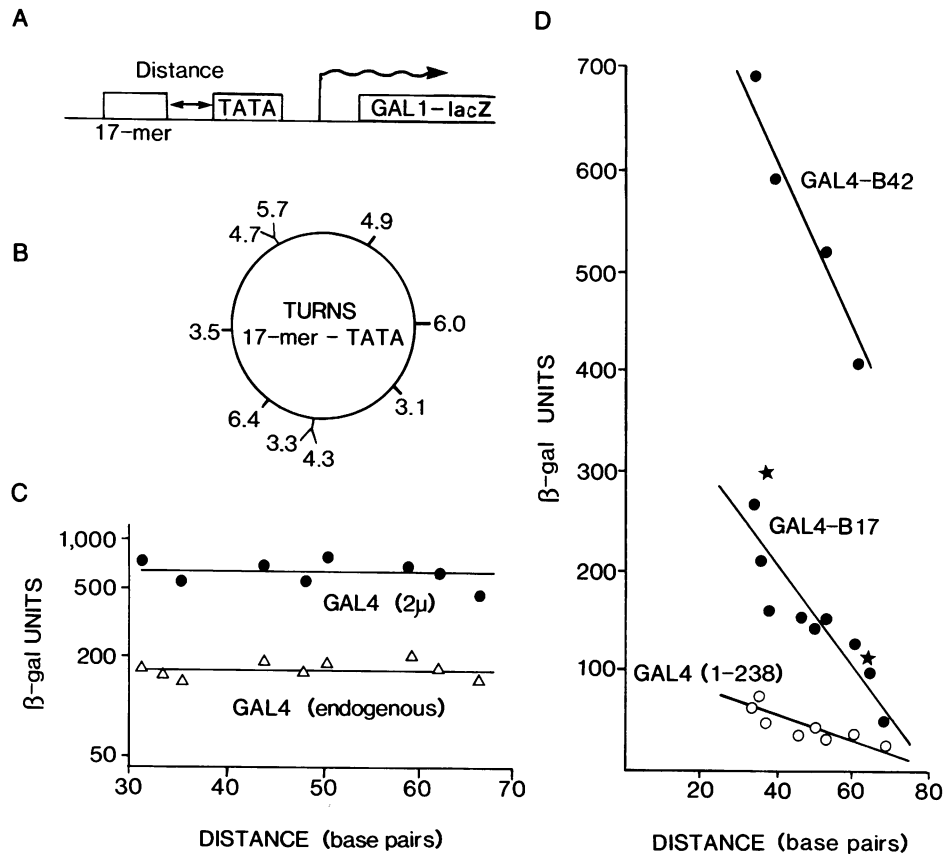 A
Distance
TATA
GAL1-lacZ
17-mer
B
5.7
4.7
4.9
TURNS
17-mer - TATA
3.5
6.0
6.4
3.1
3.3
4.3
C
1,000
500
200
50
β-gal UNITS
GAL4 (2μ)
GAL4 (endogenous)
30 40 50 60 70
DISTANCE (base pairs)
D
700
600
500
400
300
200
100
β-gal UNITS
GAL4-B42
GAL4-B17
GAL4 (1-238)
20 40 60 80
DISTANCE (base pairs)